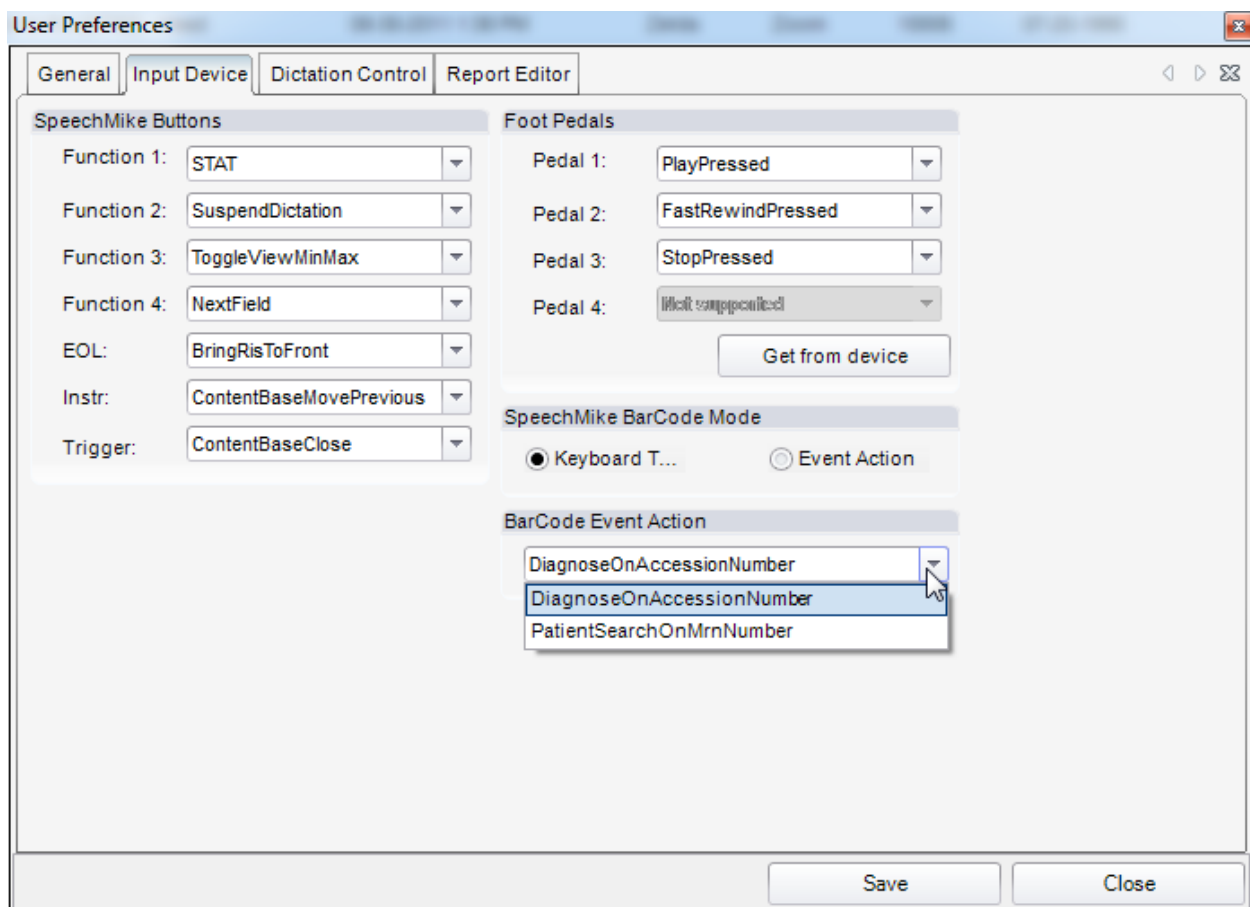 User Preferences
General Input Device Dictation Control Report Editor
SpeechMike Buttons
Function 1: STAT
Function 2: SuspendDictation
Function 3: ToggleViewMinMax
Function 4: NextField
EOL: BringRisToFront
Instr: ContentBaseMovePrevious
Trigger: ContentBaseClose
Foot Pedals
Pedal 1: PlayPressed
Pedal 2: FastRewindPressed
Pedal 3: StopPressed
Pedal 4: Not supported
Get from device
SpeechMike BarCode Mode
Keyboard T... Event Action
BarCode Event Action
DiagnoseOnAccessionNumber
DiagnoseOnAccessionNumber
PatientSearchOnMrnNumber
Save Close